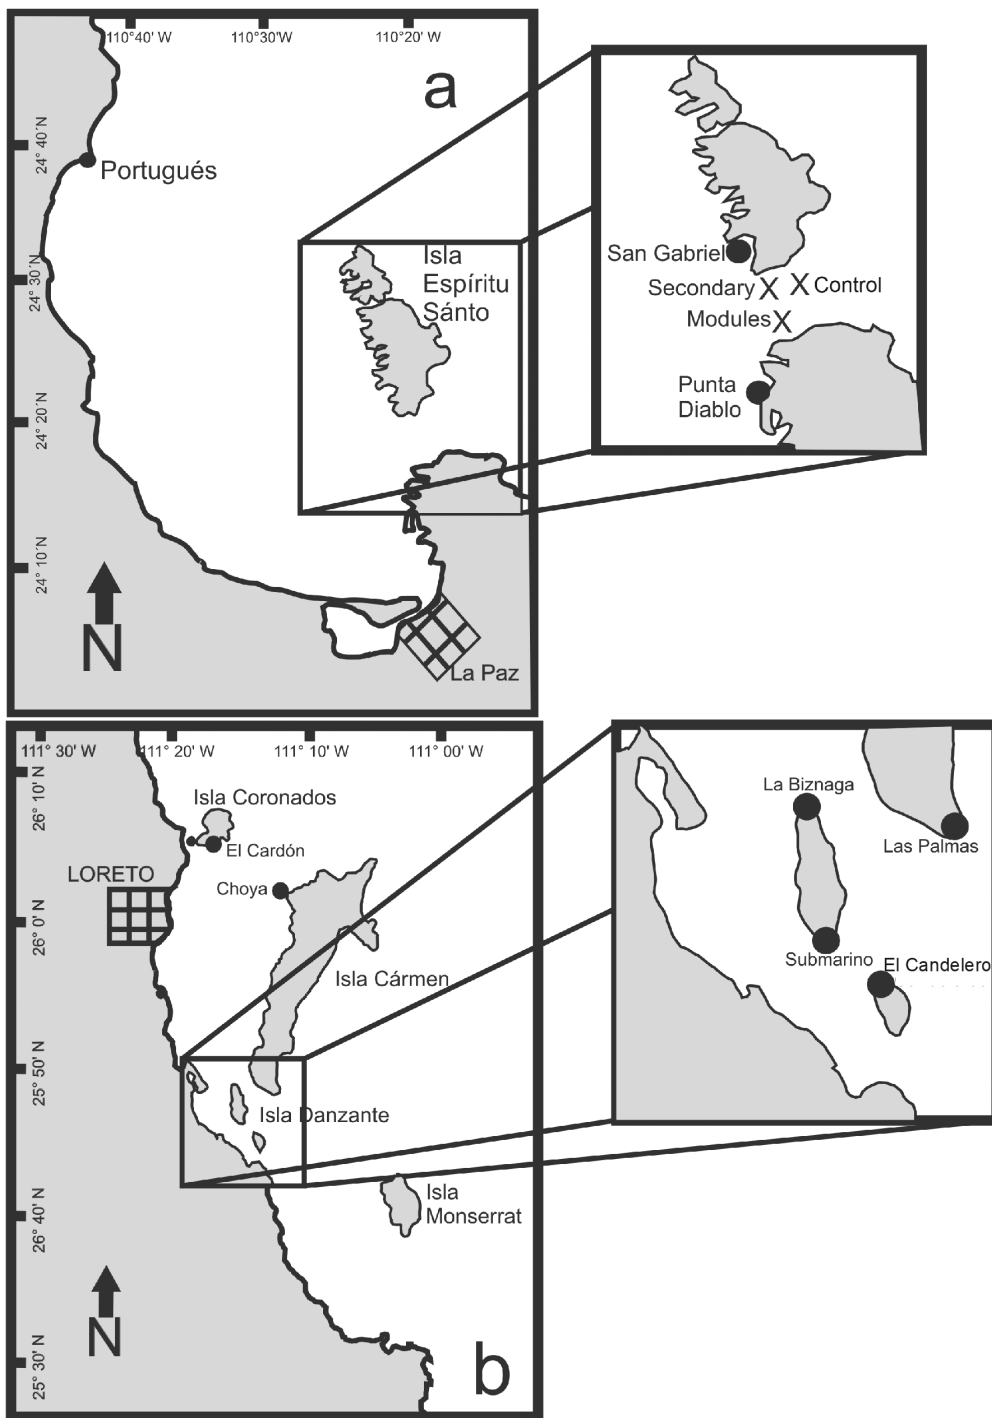 110°40' W
110°30' W
110°20' W
a
24° 40´N
Portugués
24° 30´N
Isla
Espíritu
Sánto
24° 20´N
24° 10´N
N
La Paz
San Gabriel
Secondary X X Control
Modules X
Punta
Diablo
111° 30' W
111° 20' W
111° 10' W
111° 00' W
26° 10' N
Isla Coronados
El Cardón
LORETO
Choya
26° 0' N
Isla Cármen
25° 50' N
Isla Danzante
26° 40' N
Isla
Monserrat
N
25° 30' N
b
La Biznaga
Las Palmas
Submarino
El Candelero